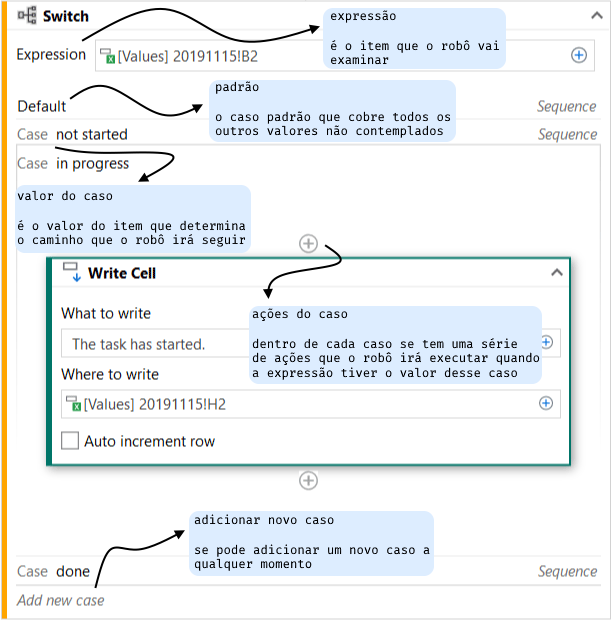 Switch
expressão
é o item que o robô vai
examinar
Expression
[Values] 20191115!B2
padrão
o caso padrão que cobre todos os
outros valores não contemplados
Default
Sequence
Case not started
Sequence
Case in progress
valor do caso
é o valor do item que determina
o caminho que o robô irá seguir
Write Cell
What to write
The task has started.
ações do caso
dentro de cada caso se tem uma série
de ações que o robô irá executar quando
a expressão tiver o valor desse caso
Where to write
[Values] 20191115!H2
Auto increment row
adicionar novo caso
se pode adicionar um novo caso a
qualquer momento
Case done
Sequence
Add new case